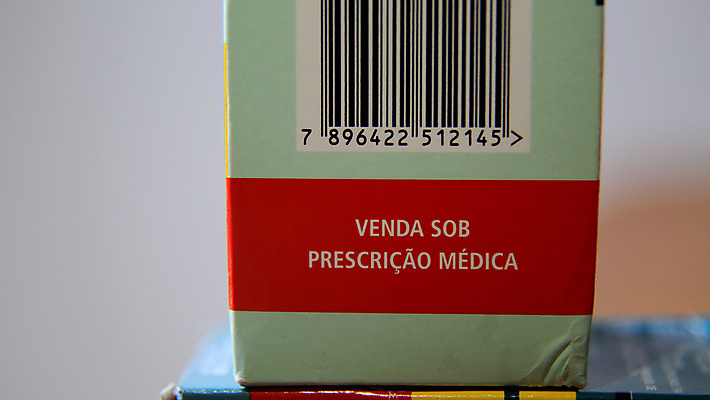 7 896422 512145 >
VENDA SOB
PRESCRIÇÃO MÉDICA